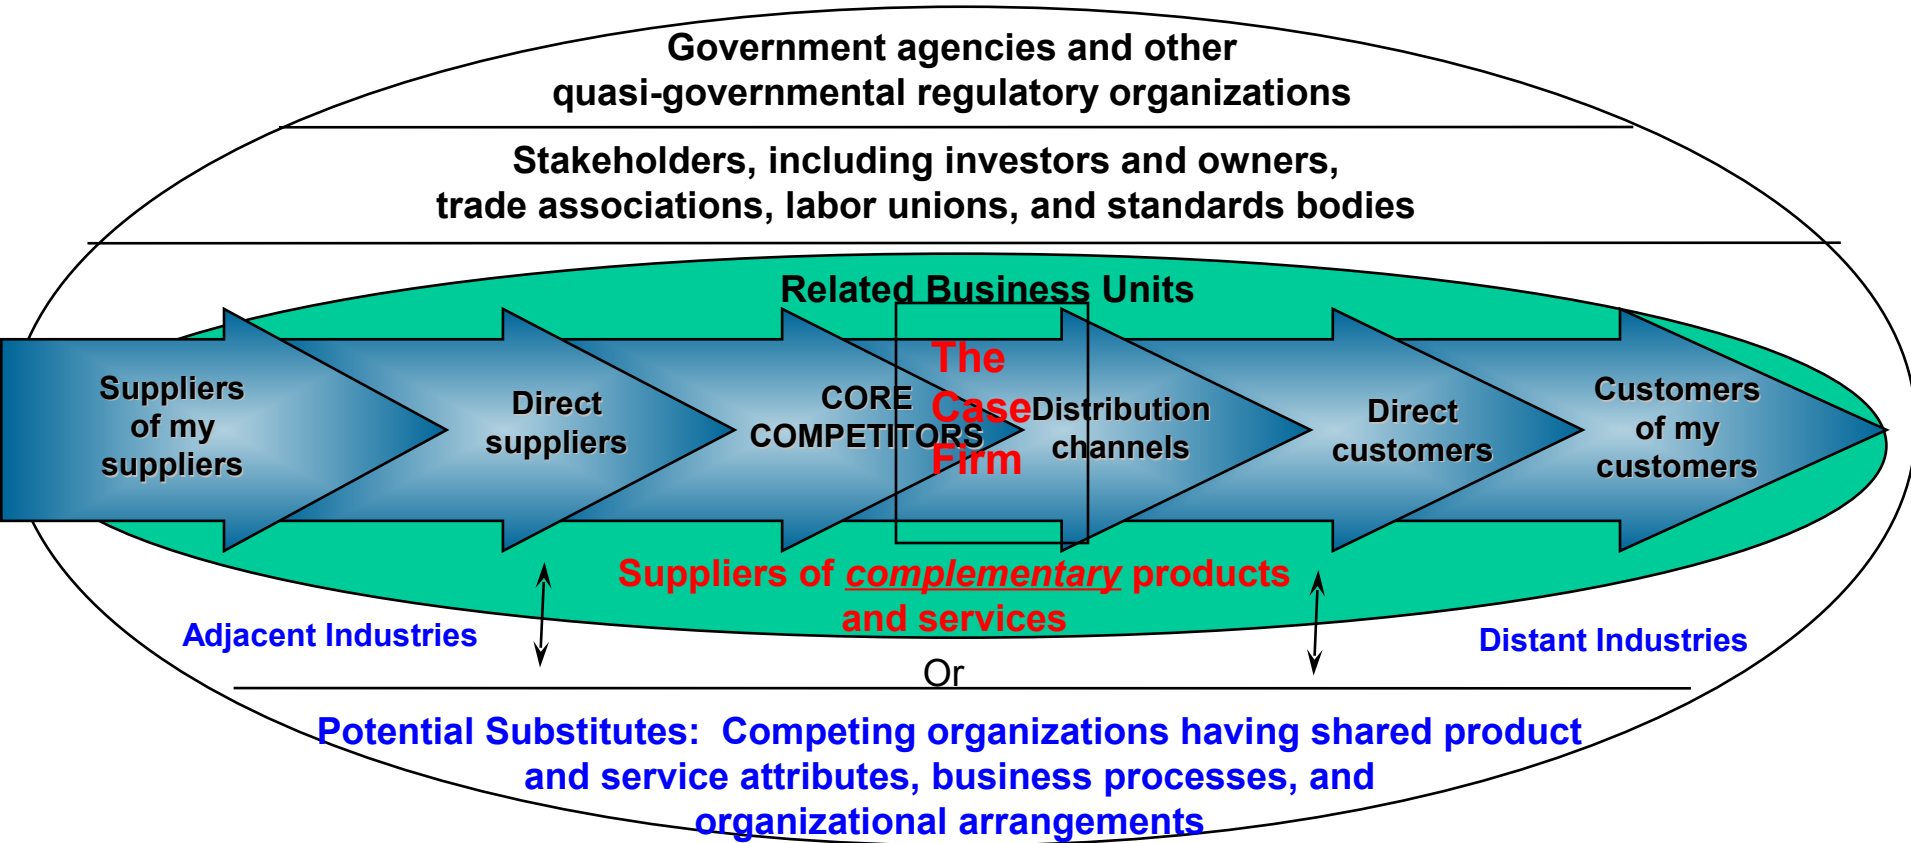 Government agencies and other
quasi-governmental regulatory organizations
Stakeholders, including investors and owners,
trade associations, labor unions, and standards bodies
Related Business Units
Suppliers
of my
suppliers
Direct
suppliers
CORE
COMPETITORS
The
Case
Firm
Distribution
channels
Direct
customers
Customers
of my
customers
Suppliers of complementary products
and services
Adjacent Industries
Distant Industries
Or
Potential Substitutes: Competing organizations having shared product
and service attributes, business processes, and
organizational arrangements